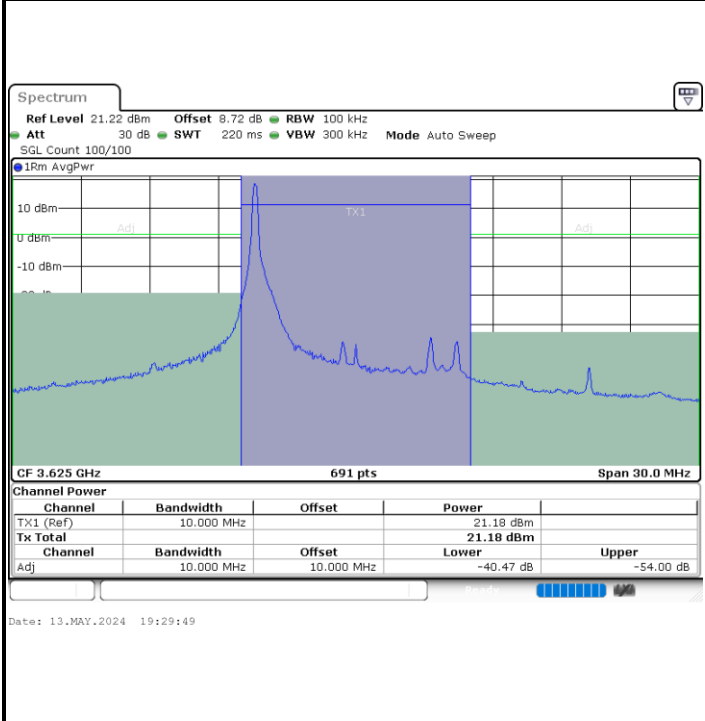 Spectrum
Ref Level 21.22 dBm Offset 8.72 dB RBW 100 kHz
Att 30 dB SWT 220 ms VBW 300 kHz Mode Auto Sweep
SGL Count 100/100
1Rm AvgPwr
10 dBm
TX1
Adj
Adj
0 dBm
-10 dBm
CF 3.625 GHz 691 pts Span 30.0 MHz
Channel Power
Channel Bandwidth Offset Power
TX1 (Ref) 10.000 MHz 21.18 dBm
Tx Total 21.18 dBm
Channel Bandwidth Offset Lower Upper
Adj 10.000 MHz 10.000 MHz -40.47 dB -54.00 dB
Ready
Date: 13.MAY.2024 19:29:49